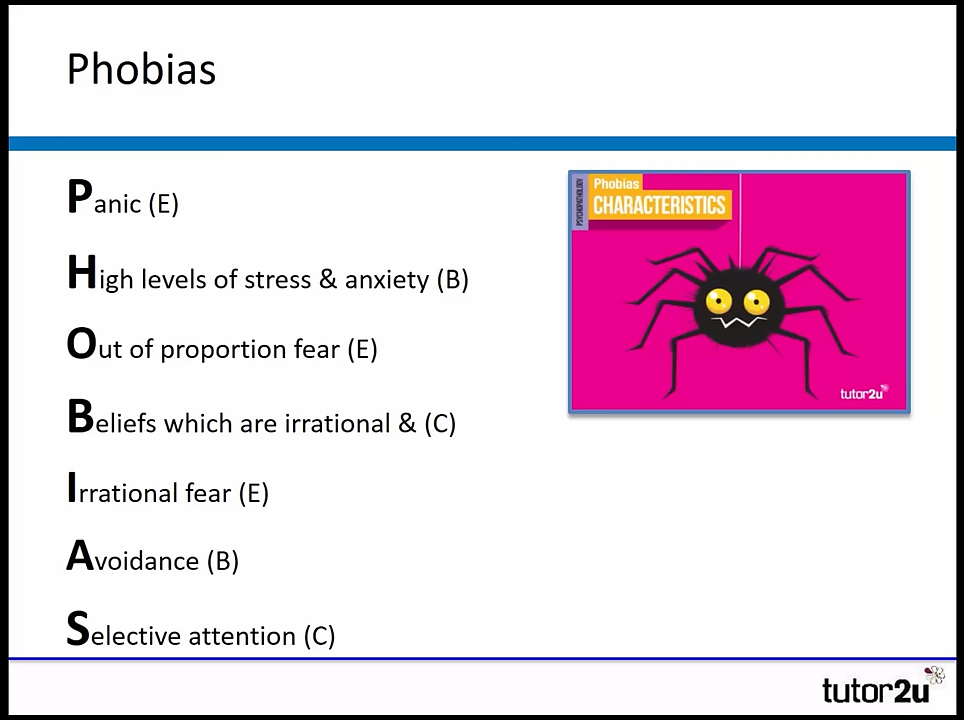 Phobias
Panic (E)
High levels of stress & anxiety (B)
Out of proportion fear (E)
Beliefs which are irrational & (C)
Irrational fear (E)
Avoidance (B)
Selective attention (C)
PSYCHOPATHOLOGY
Phobias
CHARACTERISTICS
tutor2u
tutor2u